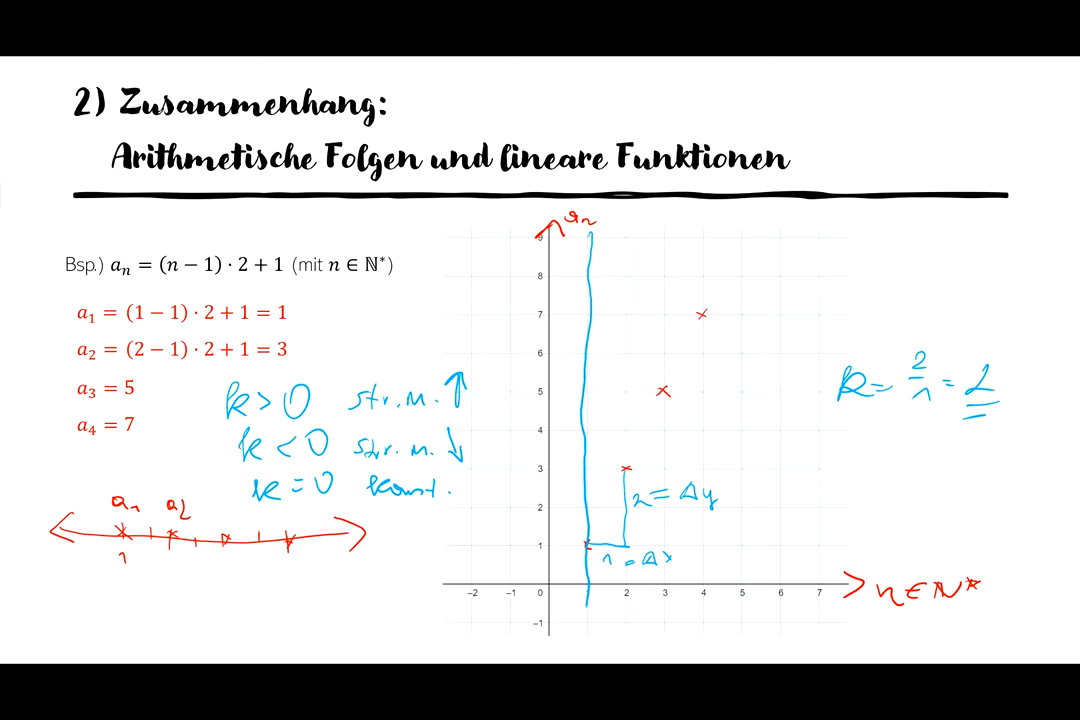 2) Zusammenhang:
Arithmetische Folgen und lineare Funktionen
Bsp.) aₙ = (n − 1) · 2 + 1 (mit n ∈ ℕ*)
a₁ = (1 − 1) · 2 + 1 = 1
a₂ = (2 − 1) · 2 + 1 = 3
a₃ = 5
a₄ = 7
k > 0 str. m. ↑
k < 0 str. m. ↓
k = 0 konst.
a₁ a₂
1
aₙ
9
8
7
6
5
4
3
2
1
−1
−2 −1 0 2 3 4 5 6 7
n ∈ ℕ*
2 = Δy
1 = Δx
k = 2/1 = 2